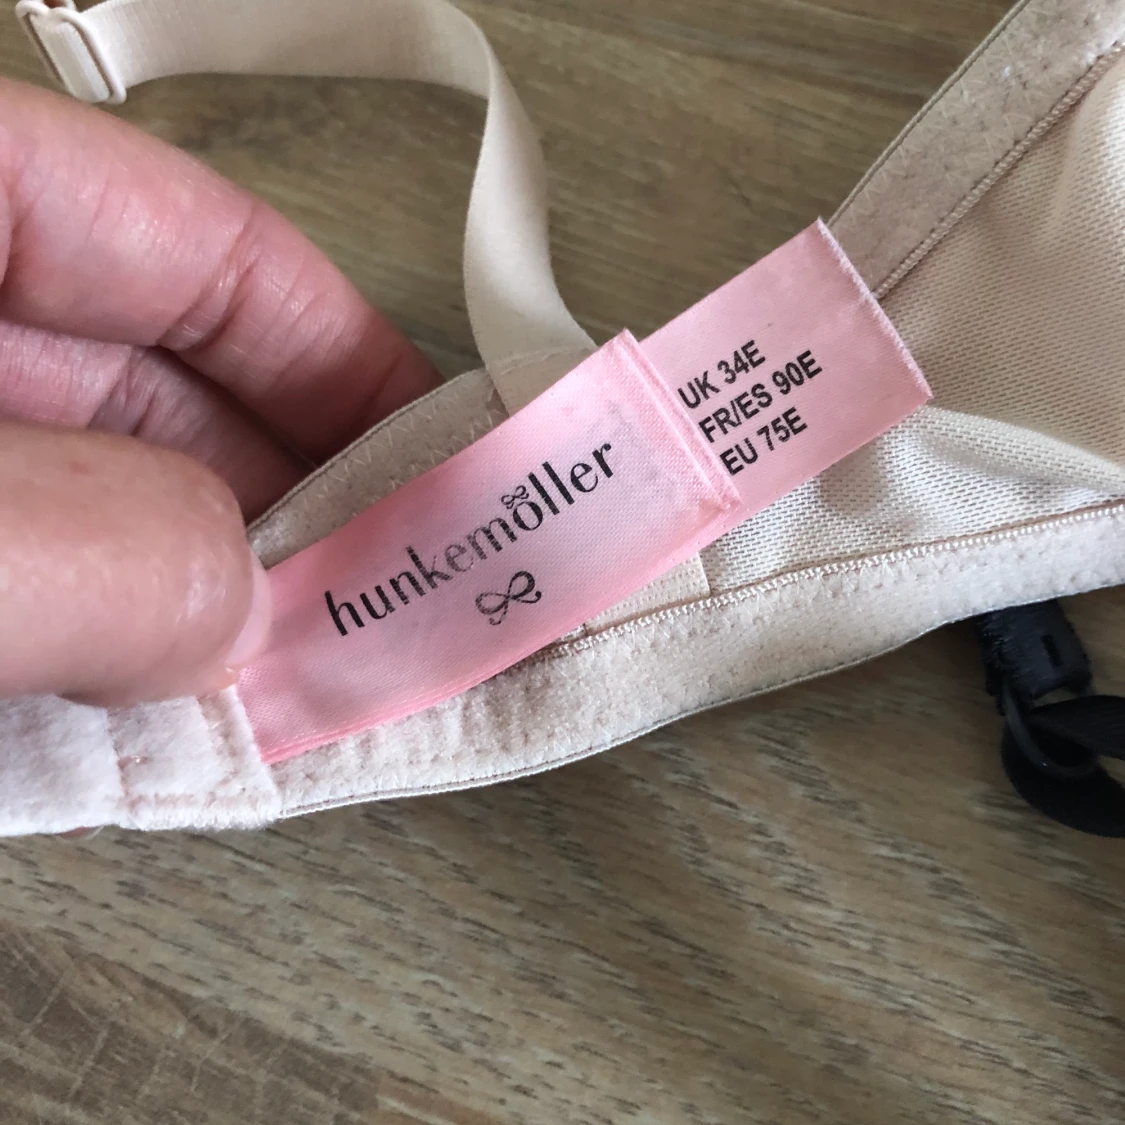 hunkemöller
UK 34E
FR/ES 90E
EU 75E